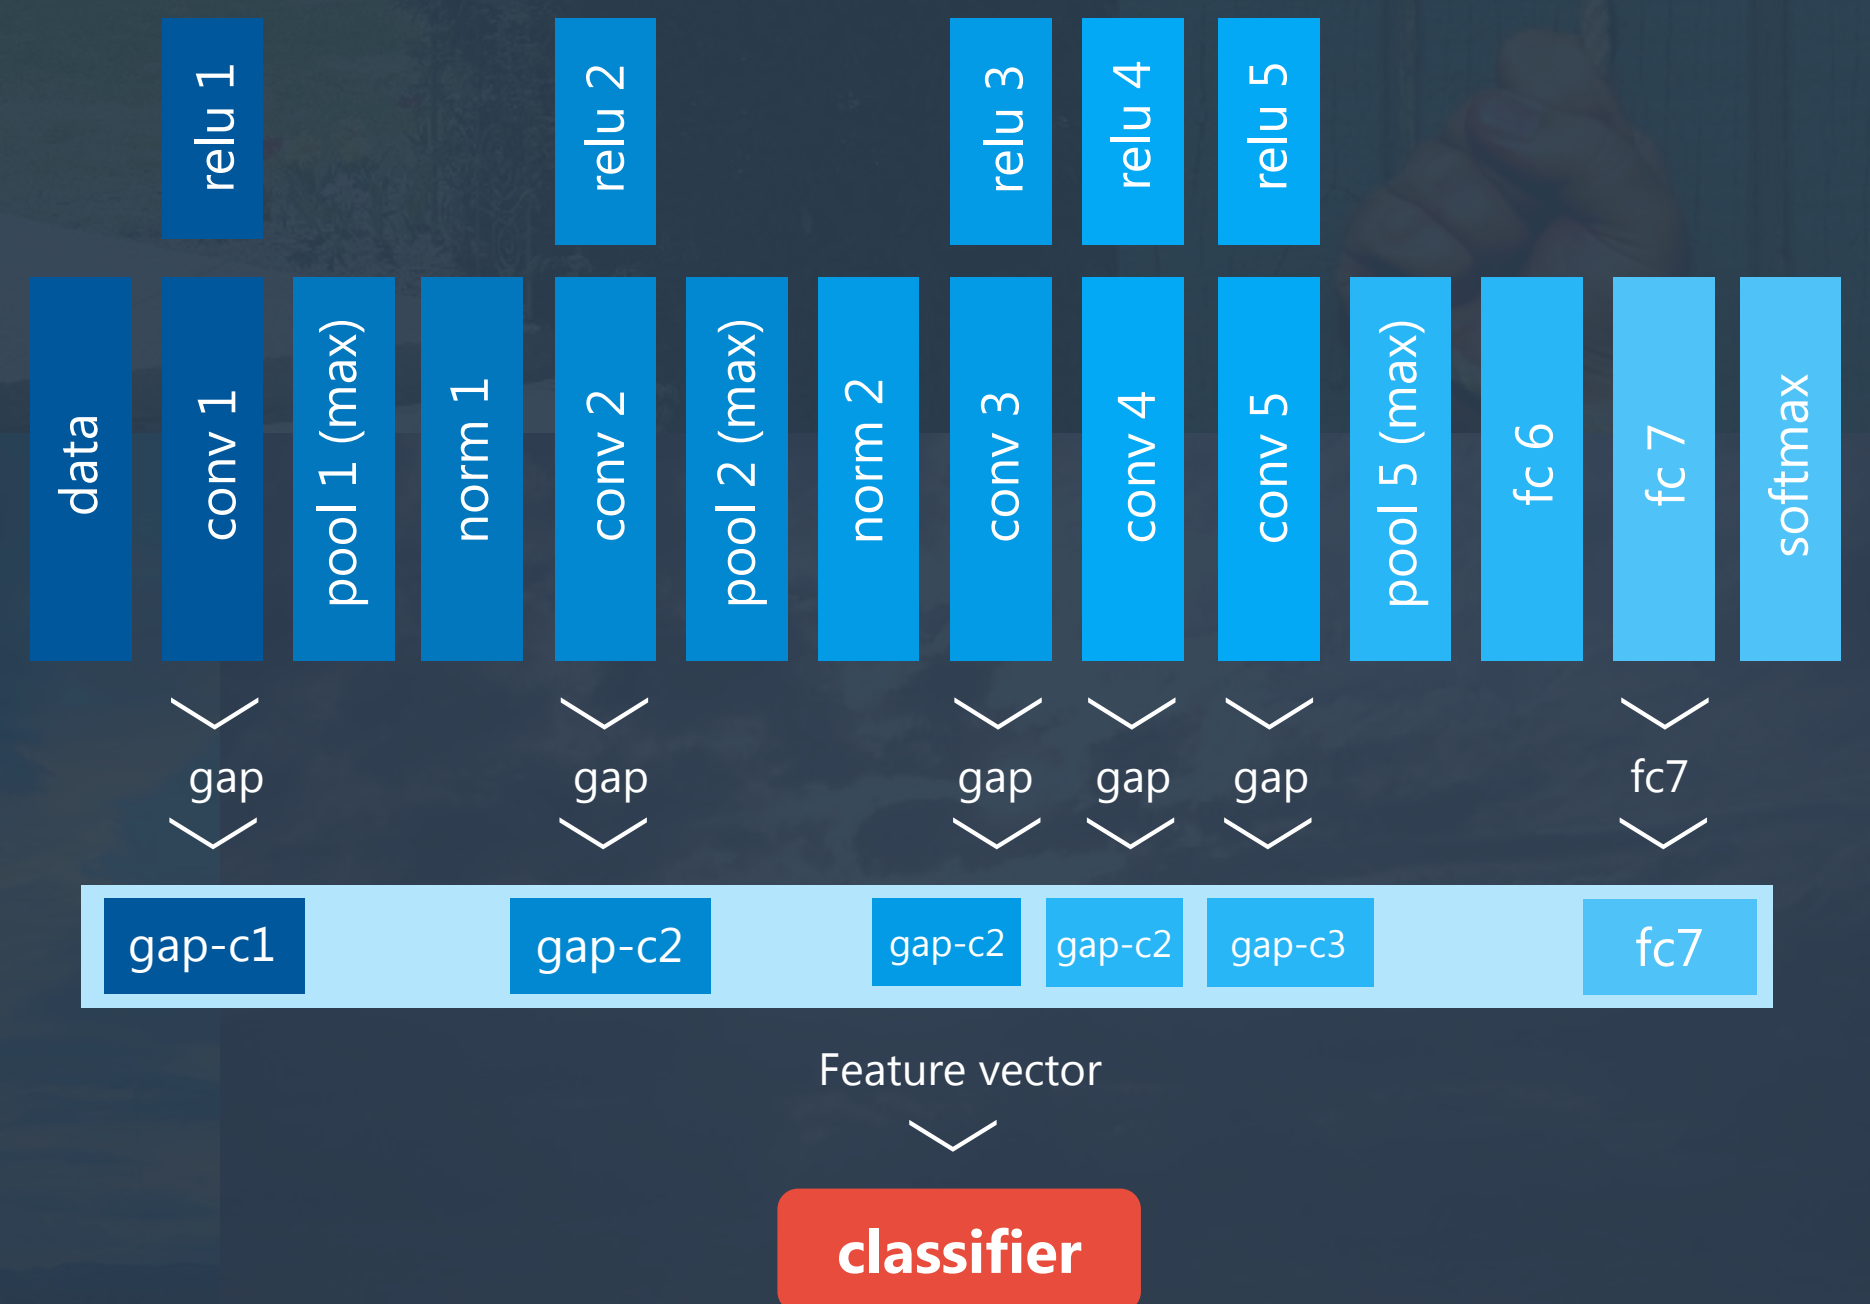 relu 1
relu 2
relu 3
relu 4
relu 5
data
conv 1
pool 1 (max)
norm 1
conv 2
pool 2 (max)
norm 2
conv 3
conv 4
conv 5
pool 5 (max)
fc 6
fc 7
softmax
gap
gap
gap
gap
gap
fc7
gap-c1
gap-c2
gap-c2
gap-c2
gap-c3
fc7
Feature vector
classifier